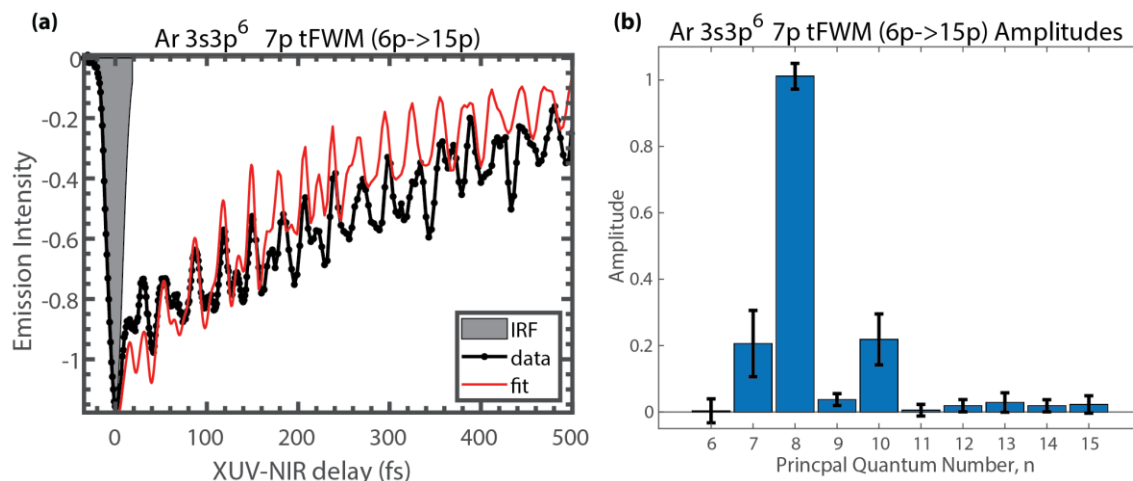 (a)
Ar 3s3p⁶ 7p tFWM (6p->15p)
0
-0.2
-0.4
-0.6
-0.8
-1
Emission Intensity
IRF
data
fit
0 100 200 300 400 500
XUV-NIR delay (fs)
(b)
Ar 3s3p⁶ 7p tFWM (6p->15p) Amplitudes
1
0.8
0.6
0.4
0.2
0
Amplitude
6 7 8 9 10 11 12 13 14 15
Princpal Quantum Number, n